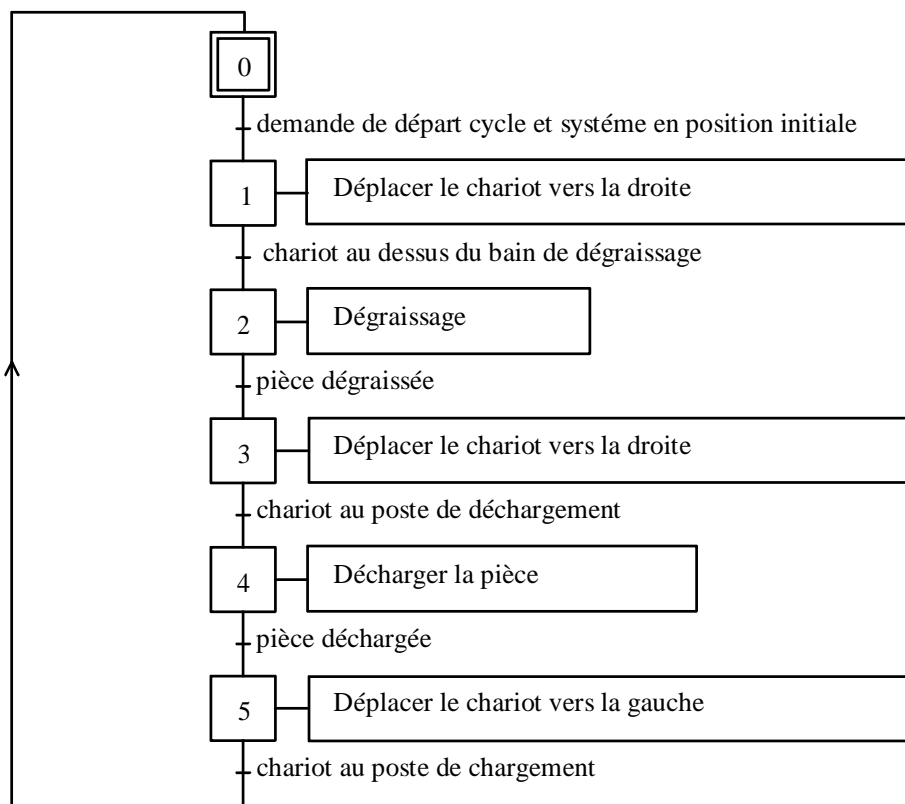 0
demande de départ cycle et systéme en position initiale
1
Déplacer le chariot vers la droite
chariot au dessus du bain de dégraissage
2
Dégraissage
pièce dégraissée
3
Déplacer le chariot vers la droite
chariot au poste de déchargement
4
Décharger la pièce
pièce déchargée
5
Déplacer le chariot vers la gauche
chariot au poste de chargement